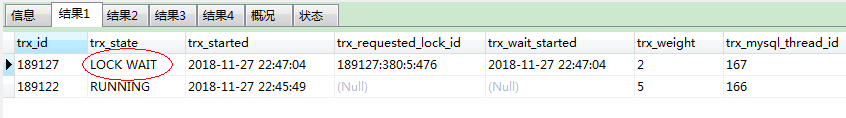 信息 结果1 结果2 结果3 结果4 概况 状态
trx_id trx_state trx_started trx_requested_lock_id trx_wait_started trx_weight trx_mysql_thread_id
189127 LOCK WAIT 2018-11-27 22:47:04 189127:380:5:476 2018-11-27 22:47:04 2 167
189122 RUNNING 2018-11-27 22:45:49 (Null) (Null) 5 166